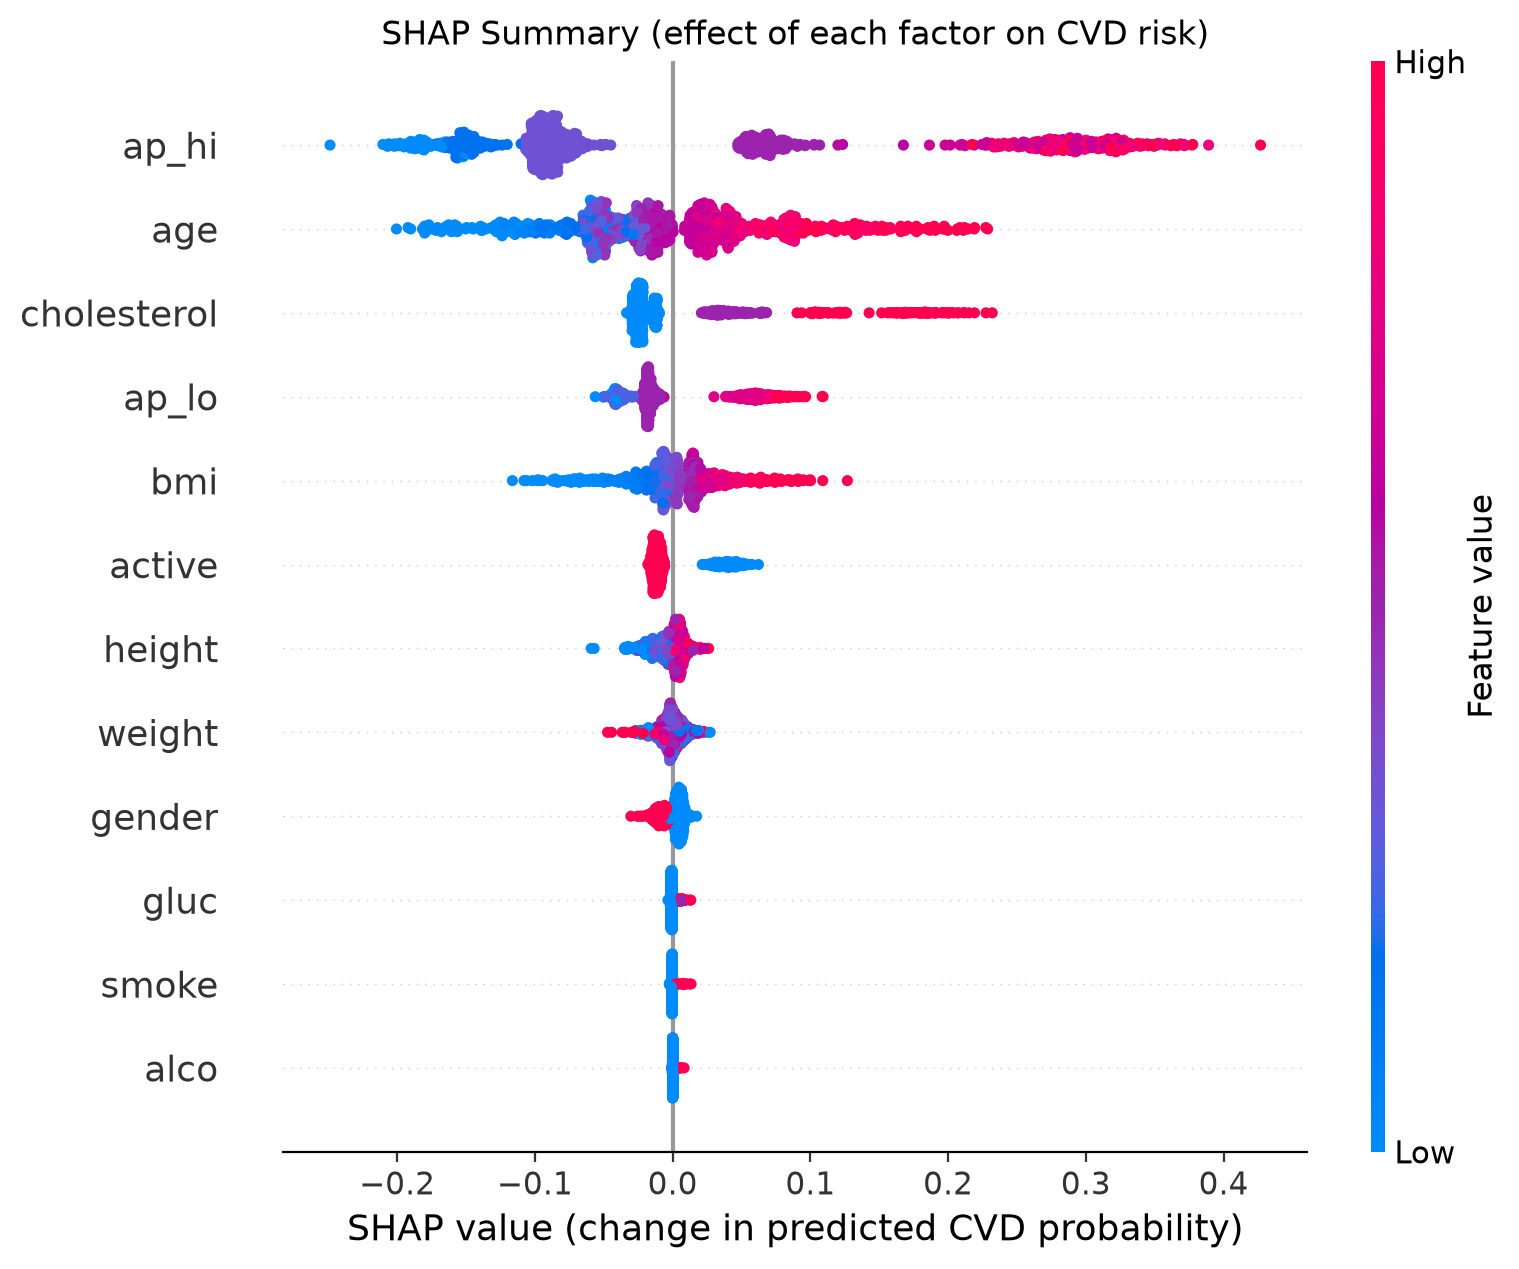 SHAP Summary (effect of each factor on CVD risk)
High
ap_hi
age
cholesterol
ap_lo
bmi
active
height
weight
gender
gluc
smoke
alco
Feature value
Low
−0.2 −0.1 0.0 0.1 0.2 0.3 0.4
SHAP value (change in predicted CVD probability)